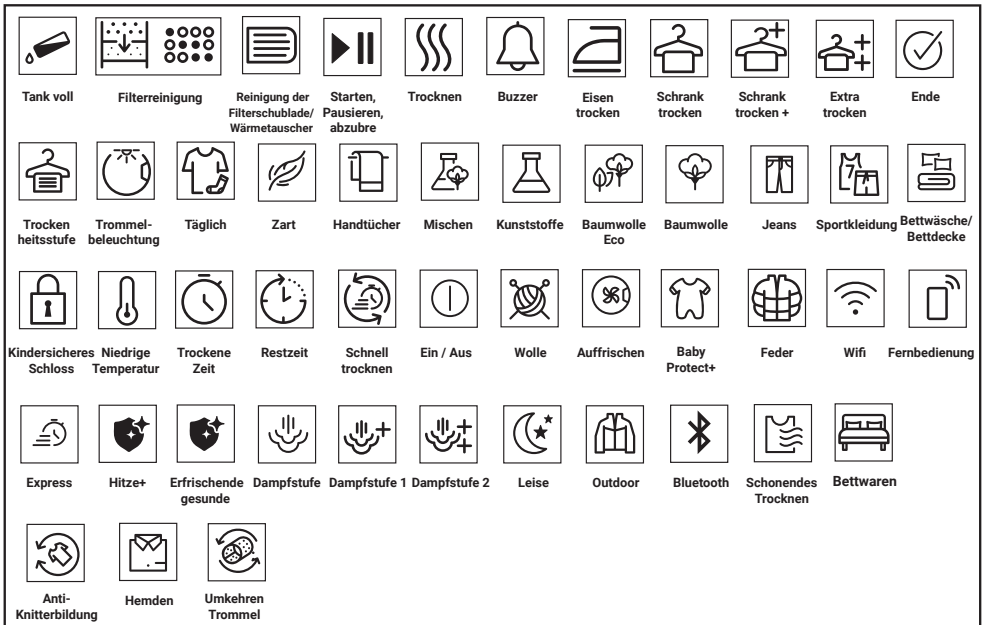 Tank voll
Filterreinigung
Reinigung der
Filterschublade/
Wärmetauscher
Starten,
Pausieren,
abzubre
Trocknen
Buzzer
Eisen
trocken
Schrank
trocken
Schrank
trocken +
Extra
trocken
Ende
Trocken
heitsstufe
Trommel-
beleuchtung
Täglich
Zart
Handtücher
Mischen
Kunststoffe
Baumwolle
Eco
Baumwolle
Jeans
7
Sportkleidung
Bettwäsche/
Bettdecke
Kindersicheres
Schloss
Niedrige
Temperatur
Trockene
Zeit
Restzeit
Schnell
trocknen
Ein / Aus
Wolle
Auffrischen
Baby
Protect+
Feder
Wifi
Fernbedienung
Express
Hitze+
Erfrischende
gesunde
Dampfstufe
Dampfstufe 1
Dampfstufe 2
Leise
Outdoor
Bluetooth
Schonendes
Trocknen
Bettwaren
Anti-
Knitterbildung
Hemden
Umkehren
Trommel